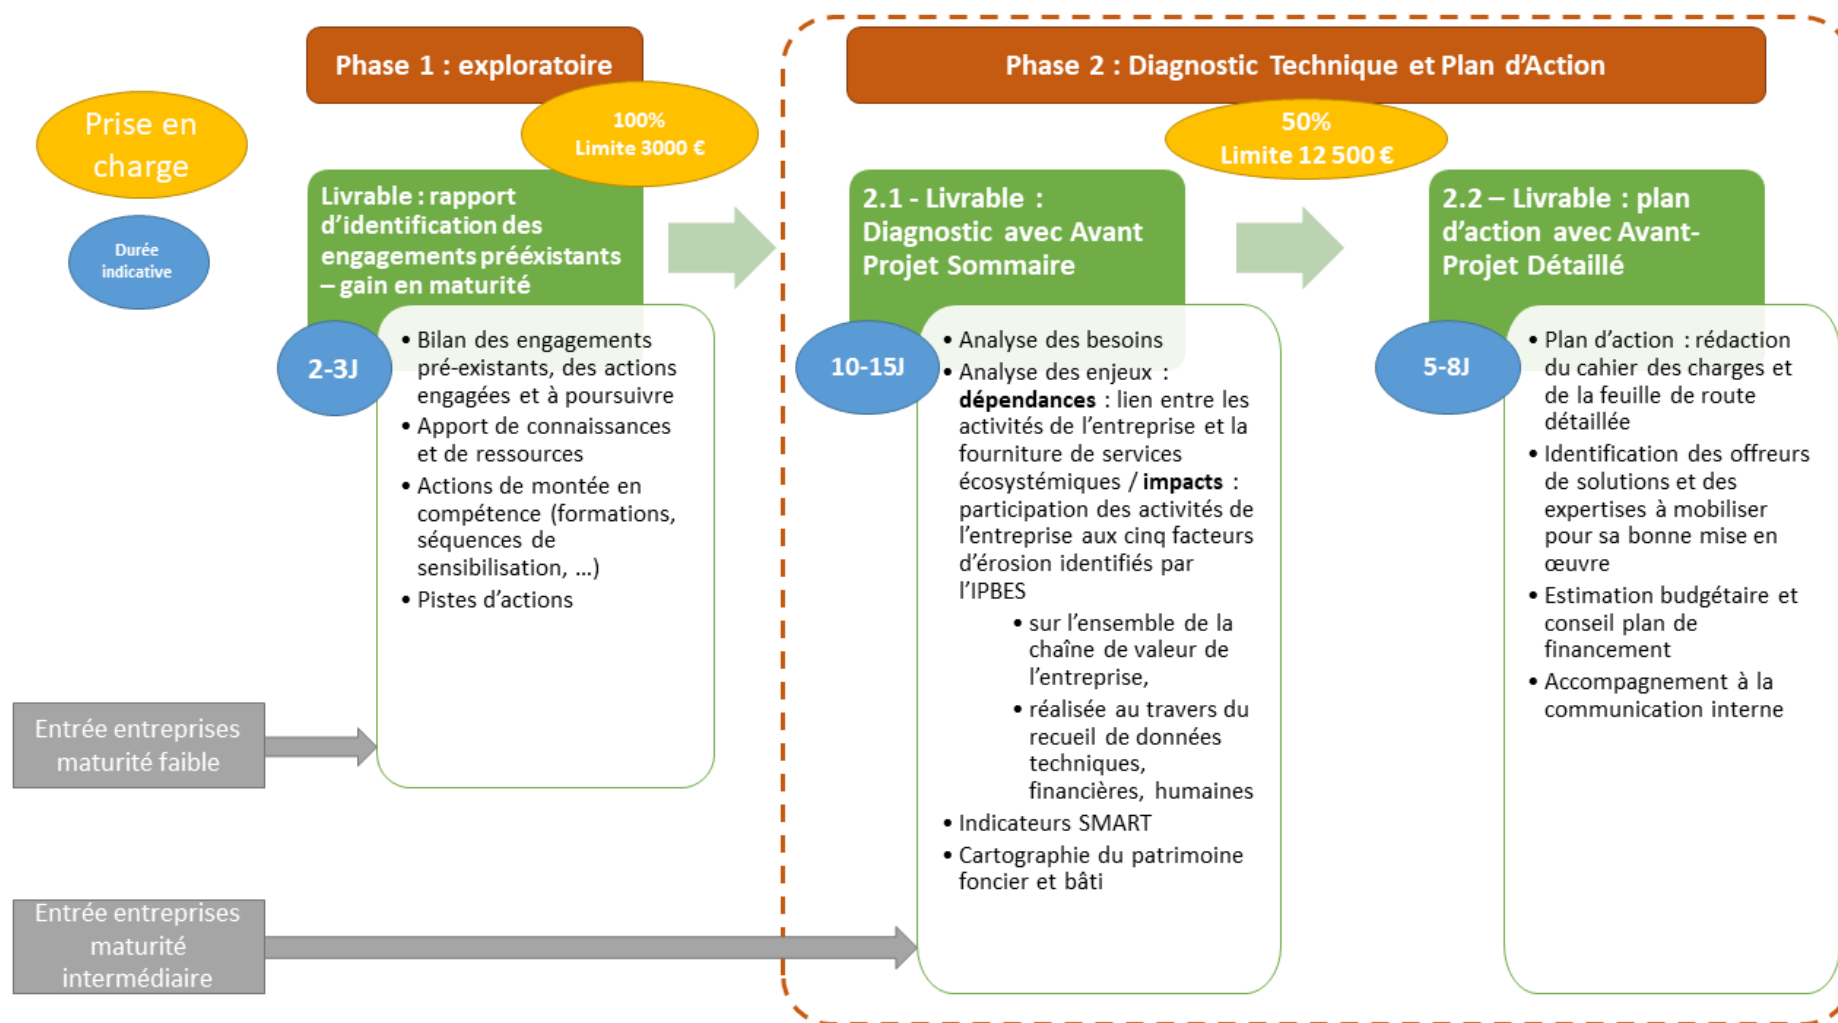 Phase 1 : exploratoire
Phase 2 : Diagnostic Technique et Plan d'Action
Prise en
charge
100%
Limite 3000 €
50%
Limite 12 500 €
Durée
indicative
Livrable : rapport
d'identification des
engagements prééxistants
– gain en maturité
2-3J
• Bilan des engagements
pré-existants, des actions
engagées et à poursuivre
• Apport de connaissances
et de ressources
• Actions de montée en
compétence (formations,
séquences de
sensibilisation, ...)
• Pistes d'actions
2.1 - Livrable :
Diagnostic avec Avant
Projet Sommaire
10-15J
• Analyse des besoins
• Analyse des enjeux :
dépendances : lien entre les
activités de l'entreprise et la
fourniture de services
écosystémiques / impacts :
participation des activités de
l'entreprise aux cinq facteurs
d'érosion identifiés par
l'IPBES
• sur l'ensemble de la
chaîne de valeur de
l'entreprise,
• réalisée au travers du
recueil de données
techniques,
financières, humaines
• Indicateurs SMART
• Cartographie du patrimoine
foncier et bâti
2.2 – Livrable : plan
d'action avec Avant-
Projet Détaillé
5-8J
• Plan d'action : rédaction
du cahier des charges et
de la feuille de route
détaillée
• Identification des offreurs
de solutions et des
expertises à mobiliser
pour sa bonne mise en
œuvre
• Estimation budgétaire et
conseil plan de
financement
• Accompagnement à la
communication interne
Entrée entreprises
maturité faible
Entrée entreprises
maturité
intermédiaire